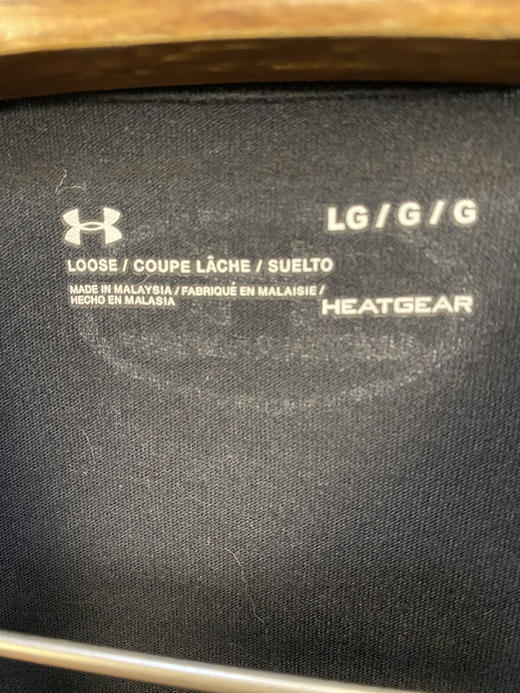 LG / G / G
LOOSE / COUPE LÂCHE / SUELTO
MADE IN MALAYSIA / FABRIQUÉ EN MALAISIE /
HECHO EN MALASIA
HEATGEAR